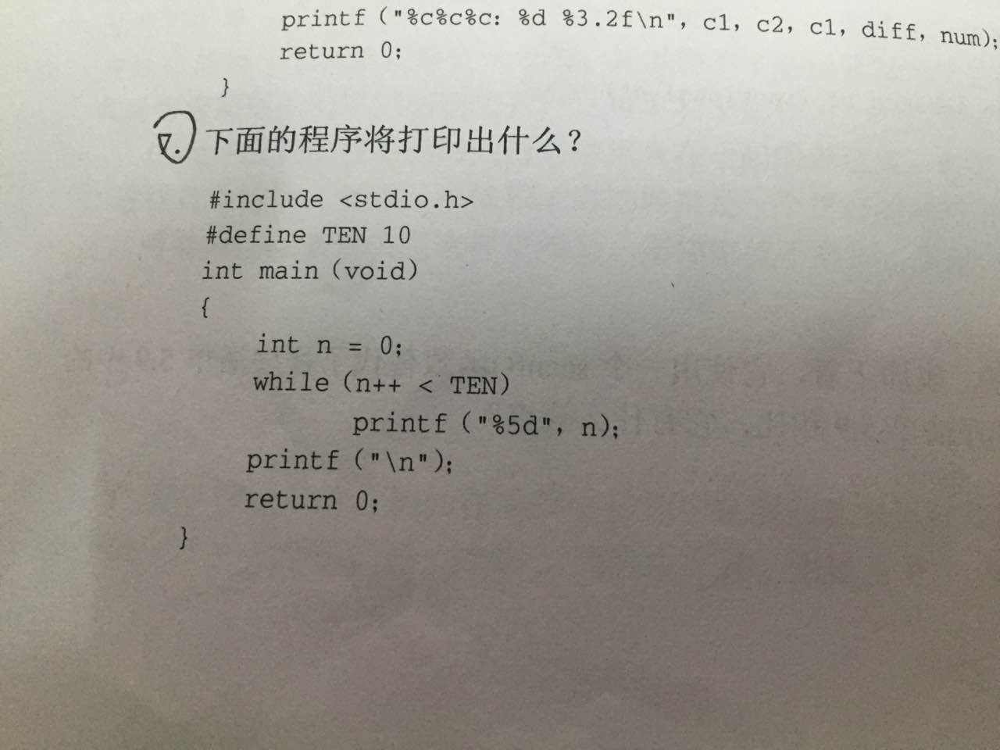 printf ("%c%c%c: %d %3.2f\n", c1, c2, c1, diff, num);
return 0;
}
7. 下面的程序将打印出什么？
#include <stdio.h>
#define TEN 10
int main (void)
{
int n = 0;
while (n++ < TEN)
printf ("%5d", n);
printf ("\n");
return 0;
}